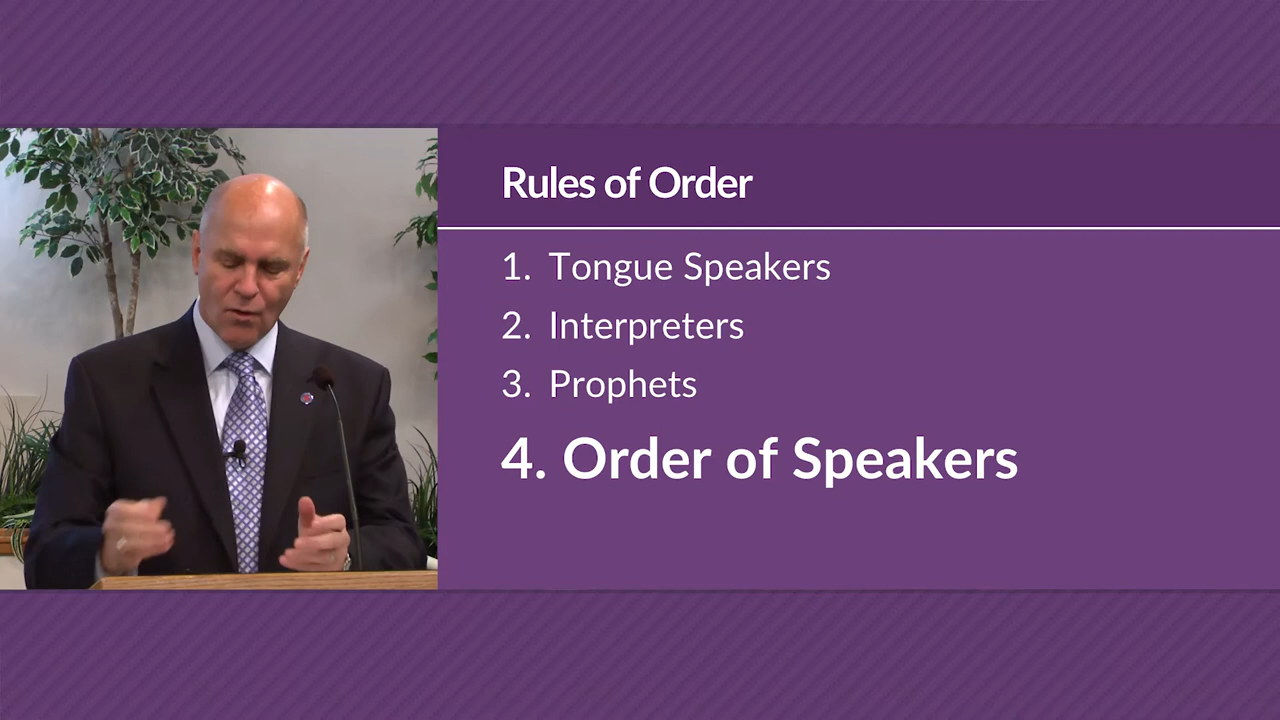 Rules of Order
1. Tongue Speakers
2. Interpreters
3. Prophets
4. Order of Speakers